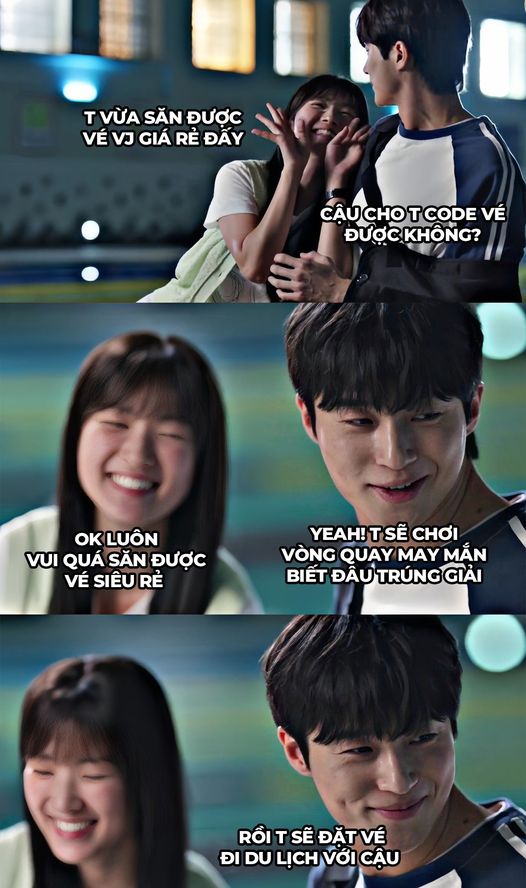 T VỪA SĂN ĐƯỢC
VÉ VJ GIÁ RẺ ĐẤY
CẬU CHO T CODE VÉ
ĐƯỢC KHÔNG?
OK LUÔN
VUI QUÁ SĂN ĐƯỢC
VÉ SIÊU RẺ
YEAH! T SẼ CHƠI
VÒNG QUAY MAY MẮN
BIẾT ĐÂU TRÚNG GIẢI
RỒI T SẼ ĐẶT VÉ
ĐI DU LỊCH VỚI CẬU